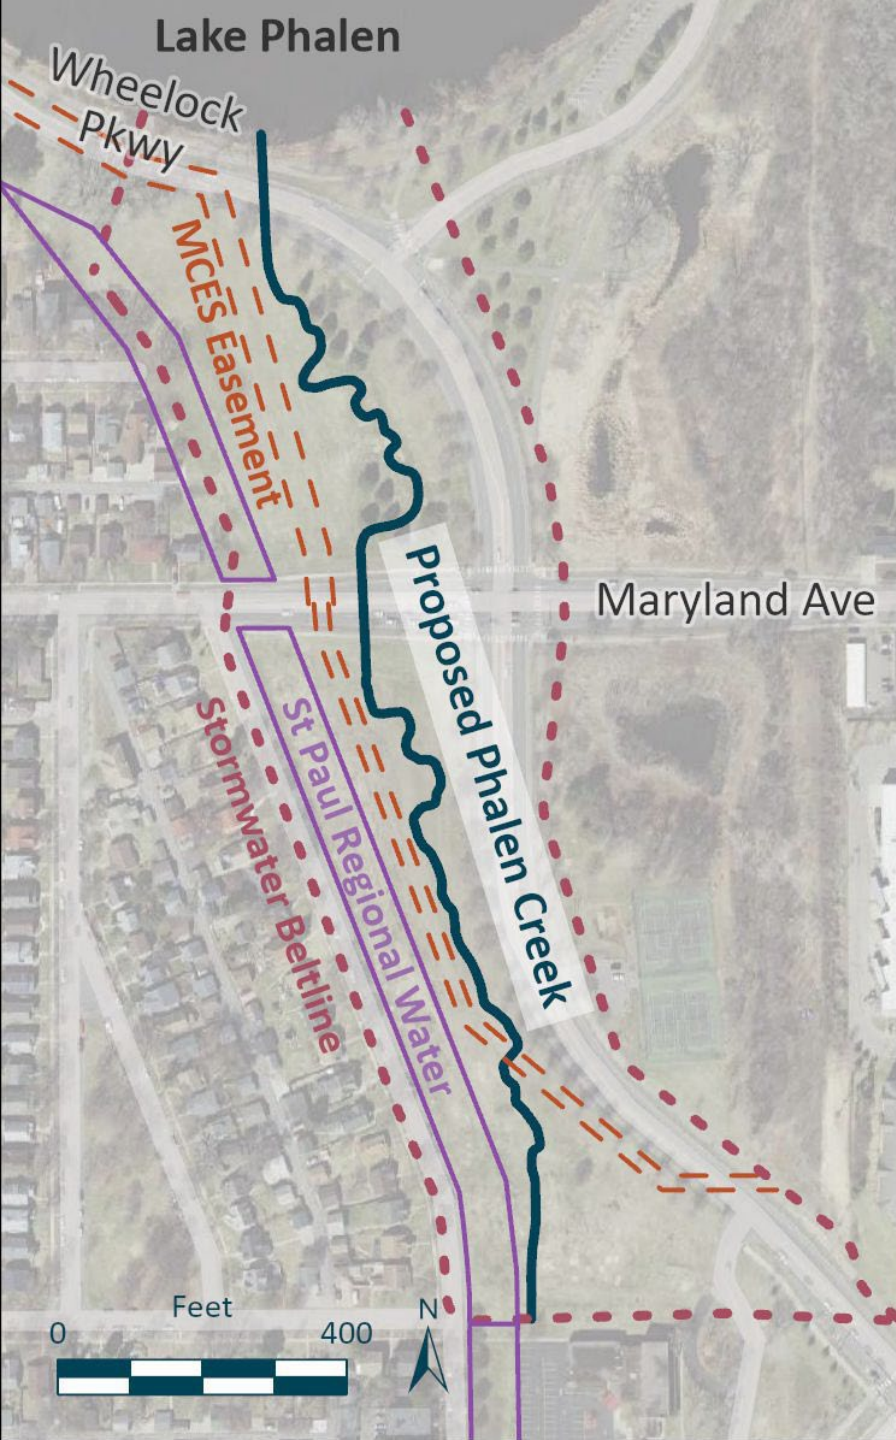 Lake Phalen
Wheelock
Pkwy
MCES Easement
Proposed Phalen Creek
Maryland Ave
St Paul Regional Water
Stormwater Beltline
Feet
0
400
N